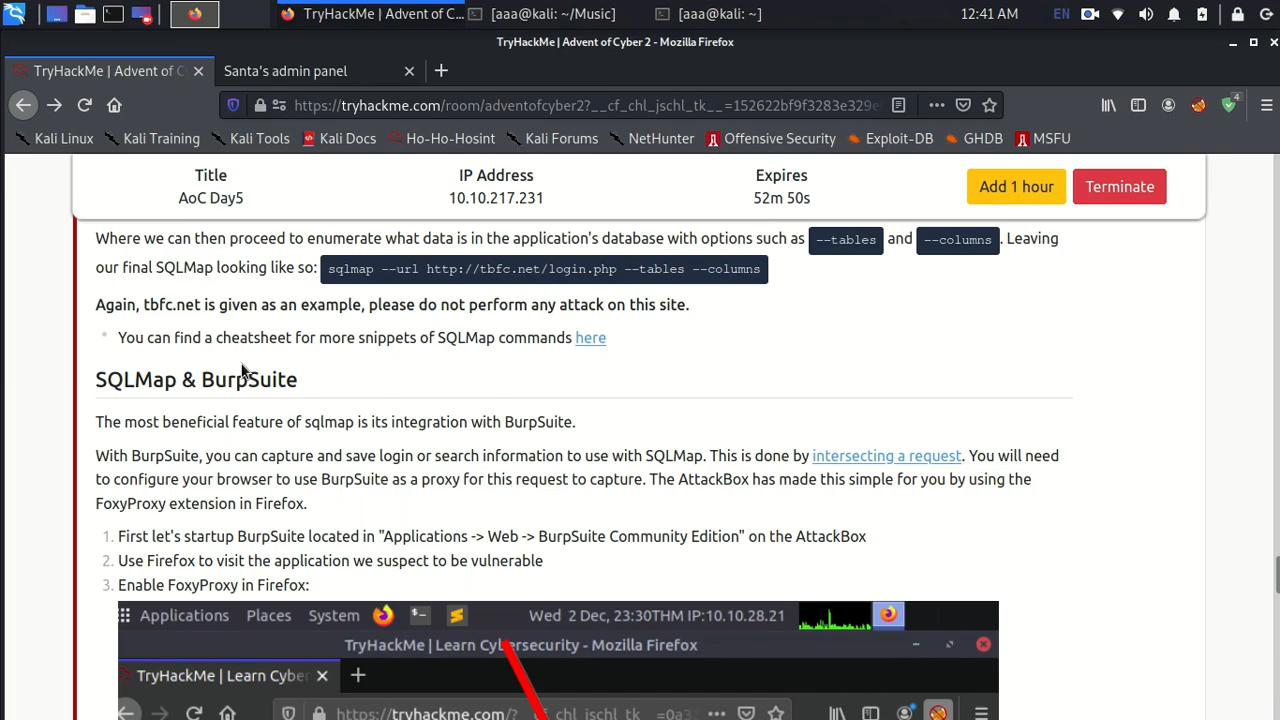 TryHackMe | Advent of C...
[aaa@kali: ~/Music]
[aaa@kali: ~]
12:41 AM
EN
TryHackMe | Advent of Cyber 2 - Mozilla Firefox
TryHackMe | Advent of C
Santa's admin panel
https://tryhackme.com/room/adventofcyber2?__cf_chl_jschl_tk__=152622bf9f3283e329e
4
Kali Linux
Kali Training
Kali Tools
Kali Docs
Ho-Ho-Hosint
Kali Forums
NetHunter
Offensive Security
Exploit-DB
GHDB
MSFU
Title
IP Address
Expires
AoC Day5
10.10.217.231
52m 50s
Add 1 hour
Terminate
Where we can then proceed to enumerate what data is in the application's database with options such as --tables and --columns . Leaving
our final SQLMap looking like so: sqlmap --url http://tbfc.net/login.php --tables --columns
Again, tbfc.net is given as an example, please do not perform any attack on this site.
You can find a cheatsheet for more snippets of SQLMap commands here
SQLMap & BurpSuite
The most beneficial feature of sqlmap is its integration with BurpSuite.
With BurpSuite, you can capture and save login or search information to use with SQLMap. This is done by intersecting a request. You will need
to configure your browser to use BurpSuite as a proxy for this request to capture. The AttackBox has made this simple for you by using the
FoxyProxy extension in Firefox.
1. First let's startup BurpSuite located in "Applications -> Web -> BurpSuite Community Edition" on the AttackBox
2. Use Firefox to visit the application we suspect to be vulnerable
3. Enable FoxyProxy in Firefox:
Applications Places System
Wed 2 Dec, 23:30THM IP:10.10.28.21
TryHackMe | Learn Cybersecurity - Mozilla Firefox
TryHackMe | Learn Cyber
https://tryhackme.com/?